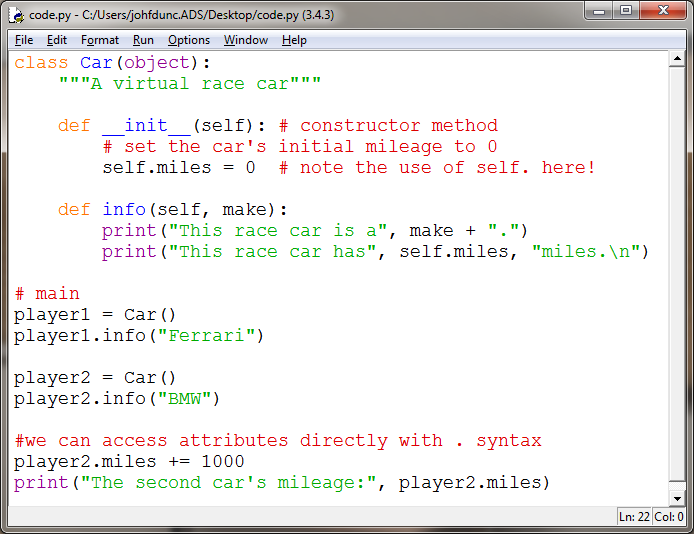 code.py - C:/Users/johfdunc.ADS/Desktop/code.py (3.4.3)
File Edit Format Run Options Window Help
class Car(object):
    """A virtual race car"""

    def __init__(self): # constructor method
        # set the car's initial mileage to 0
        self.miles = 0  # note the use of self. here!

    def info(self, make):
        print("This race car is a", make + ".")
        print("This race car has", self.miles, "miles.\n")

# main
player1 = Car()
player1.info("Ferrari")

player2 = Car()
player2.info("BMW")

#we can access attributes directly with . syntax
player2.miles += 1000
print("The second car's mileage:", player2.miles)
Ln: 22 Col: 0